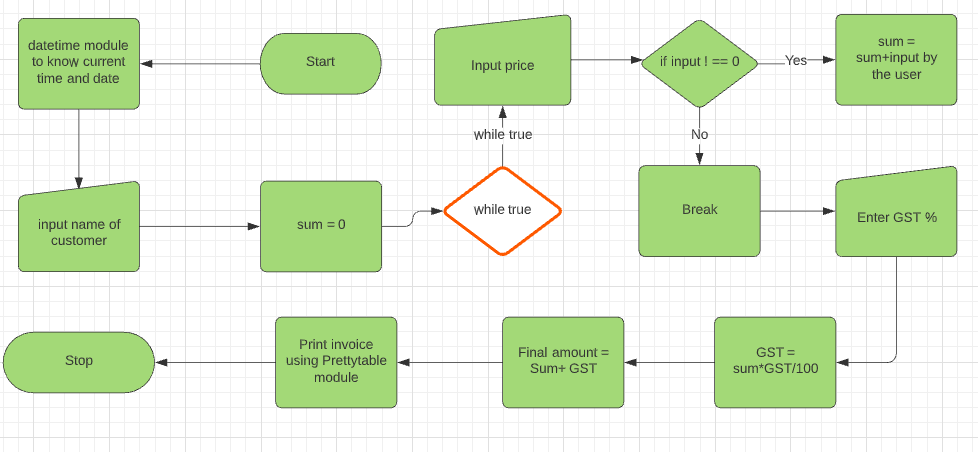 datetime module
to know current
time and date
Start
Input price
if input ! == 0
Yes
sum =
sum+input by
the user
while true
No
input name of
customer
sum = 0
while true
Break
Enter GST %
Stop
Print invoice
using Prettytable
module
Final amount =
Sum+ GST
GST =
sum*GST/100